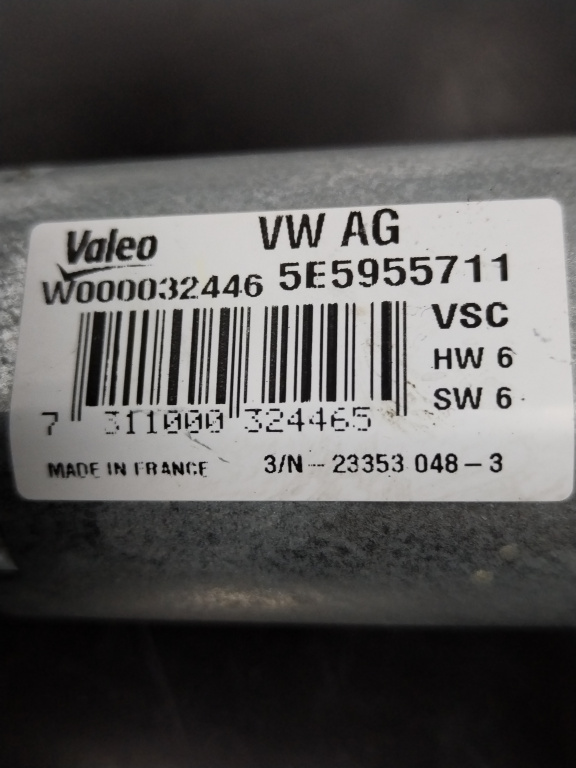 Valeo VW AG
W000032446 5E5955711
VSC
HW 6
SW 6
7 311000 324465
MADE IN FRANCE 3/N-23353 048-3